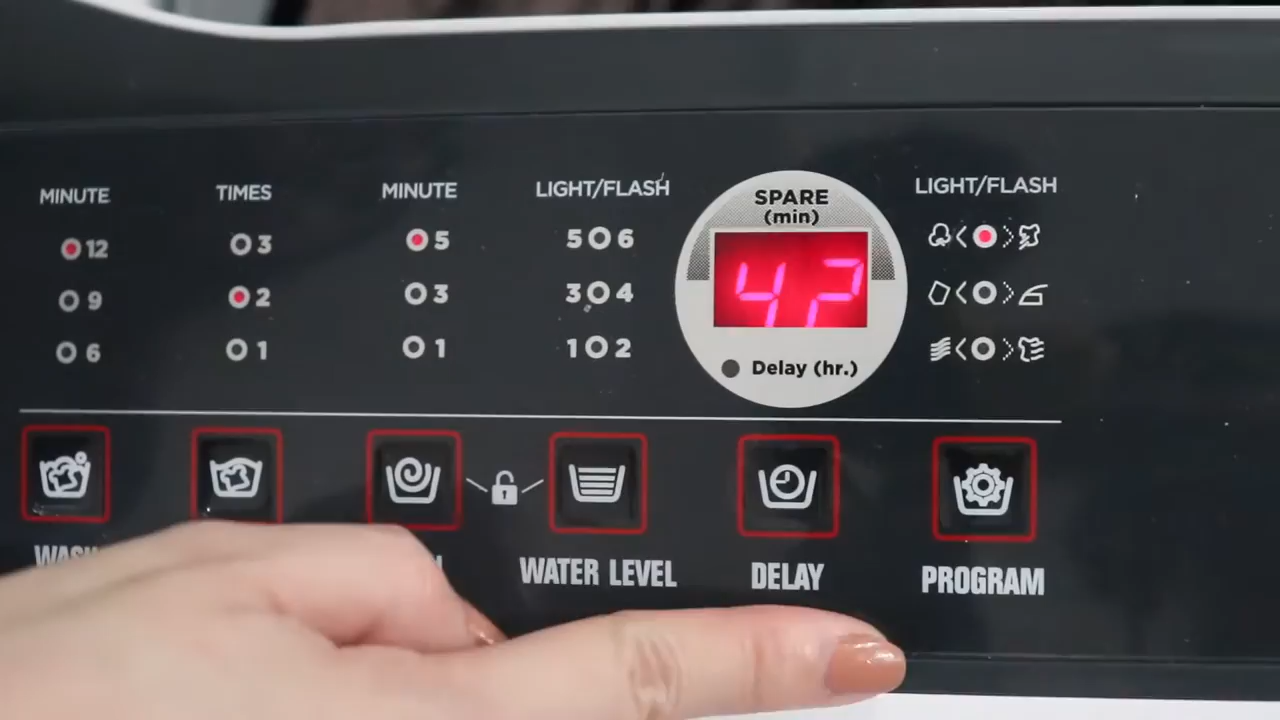 MINUTE TIMES MINUTE LIGHT/FLASH SPARE LIGHT/FLASH
(min)
12 3 5 5 6
42
9 2 3 3 4
6 1 1 1 2
Delay (hr.)
WATER LEVEL DELAY PROGRAM